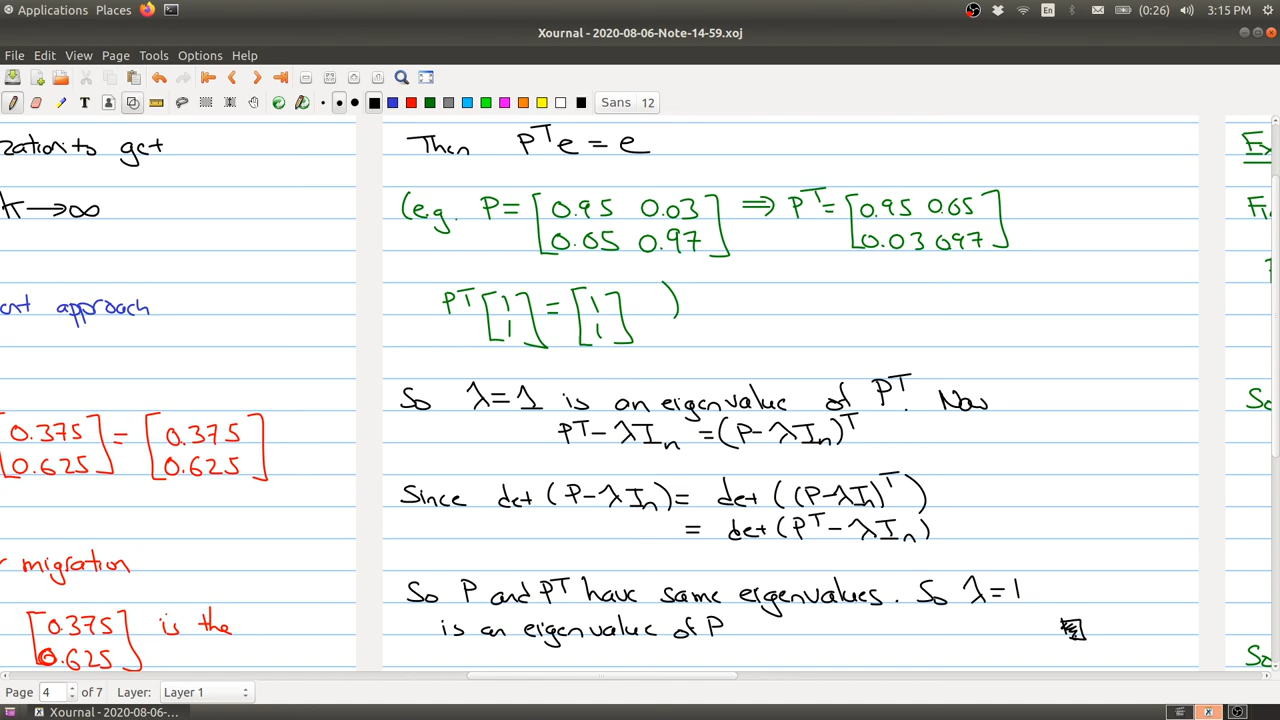 Applications Places En (0:26) 3:15 PM
Xournal - 2020-08-06-Note-14-59.xoj
File Edit View Page Tools Options Help
T Sans 12
zation to get
k → ∞
approach
[0.375 0.625] = [0.375 0.625]
migration
[0.375 0.625] is the
Then P^T e = e
(e.g. P = [0.95 0.03 ⇒ P^T = [0.95 0.05
0.05 0.97] 0.03 097]
P^T [1 1] = [1 1] )
So λ = 1 is an eigenvalue of P^T. Now
P^T - λI_n = (P - λI_n)^T
Since det (P - λI_n) = det ((P - λI_n)^T)
= det (P^T - λI_n)
So P and P^T have same eigenvalues. So λ = 1
is an eigenvalue of P
So
So
Page 4 of 7 Layer: Layer 1
Xournal - 2020-08-06-...